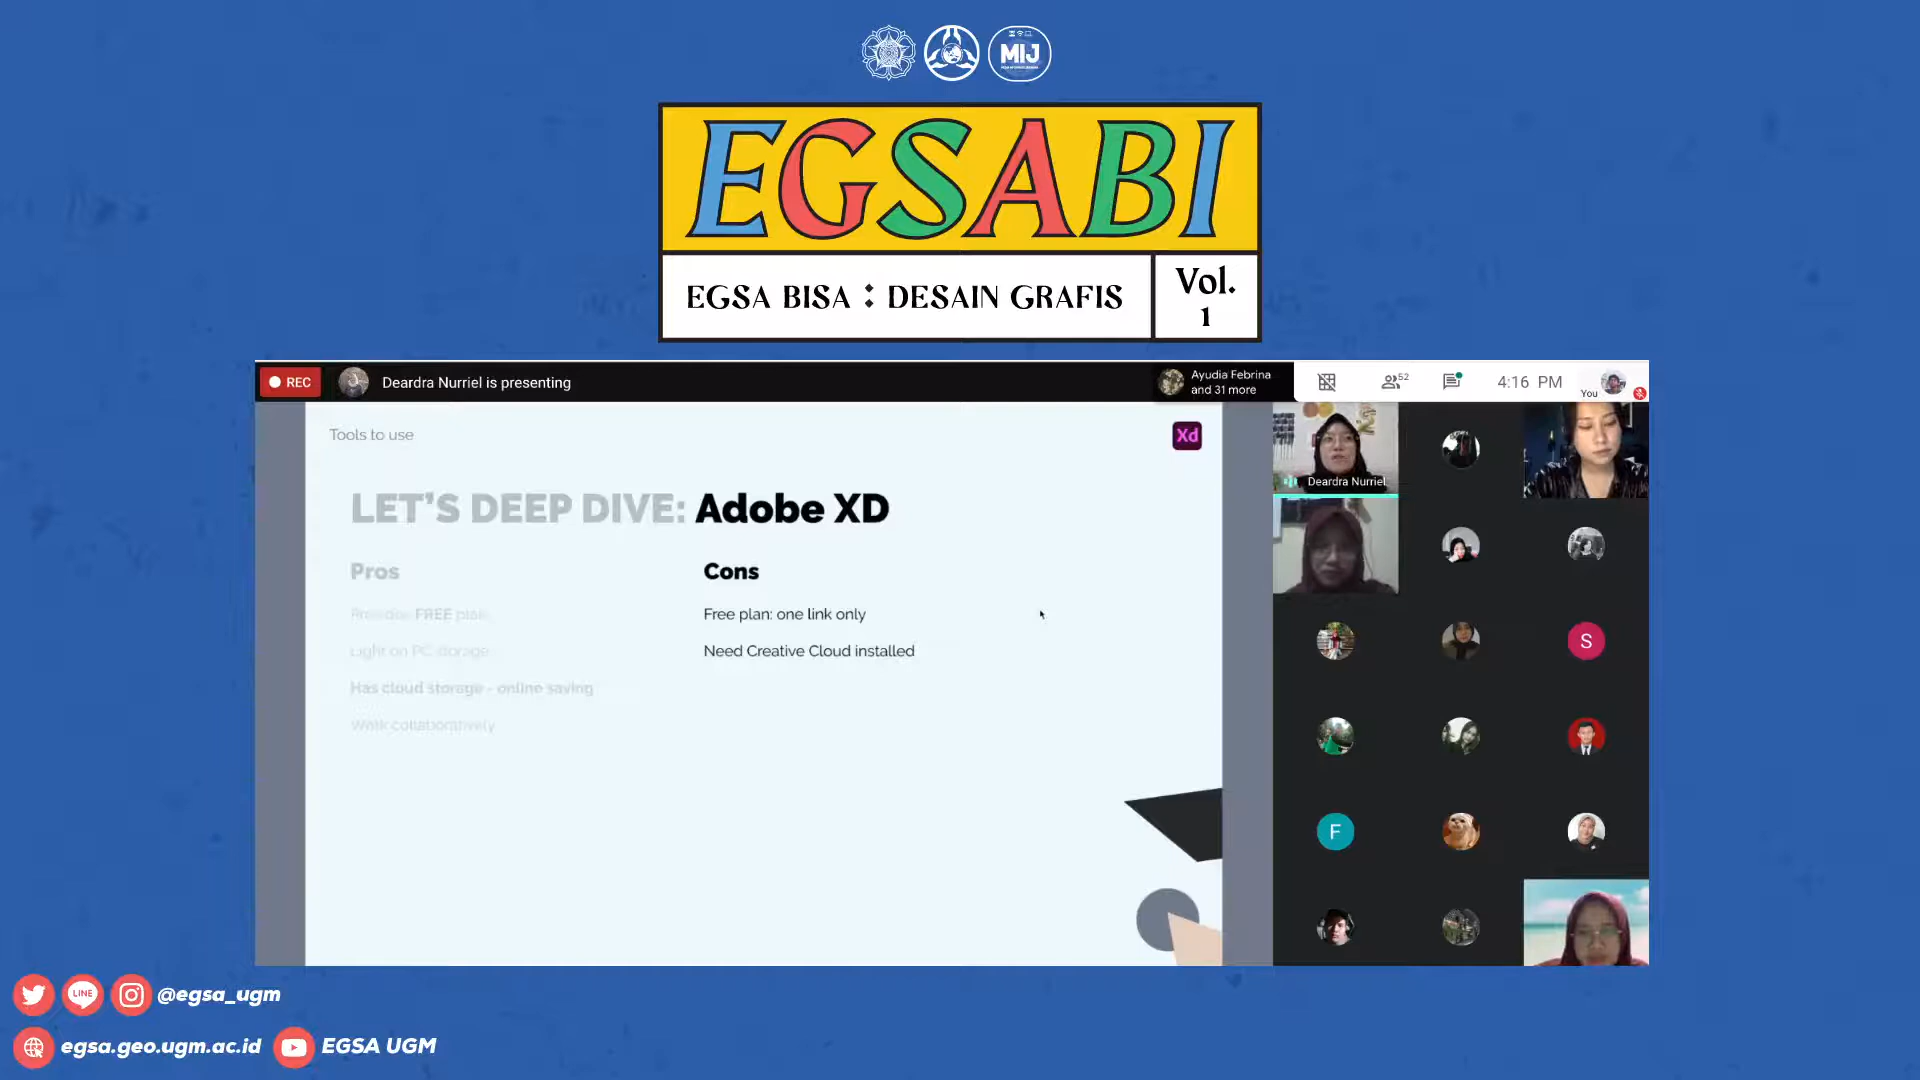 MIJ
EGSABI
EGSA BISA : DESAIN GRAFIS
Vol.
1
REC
Deardra Nurriel is presenting
Ayudia Febrina
and 31 more
52
4:16 PM
You
Tools to use
Xd
LET'S DEEP DIVE: Adobe XD
Pros
Provides FREE plan
Light on PC storage
Has cloud storage - online saving
Work collaboratively
Cons
Free plan: one link only
Need Creative Cloud installed
Deardra Nurriel
S
F
LINE
@egsa_ugm
egsa.geo.ugm.ac.id
EGSA UGM